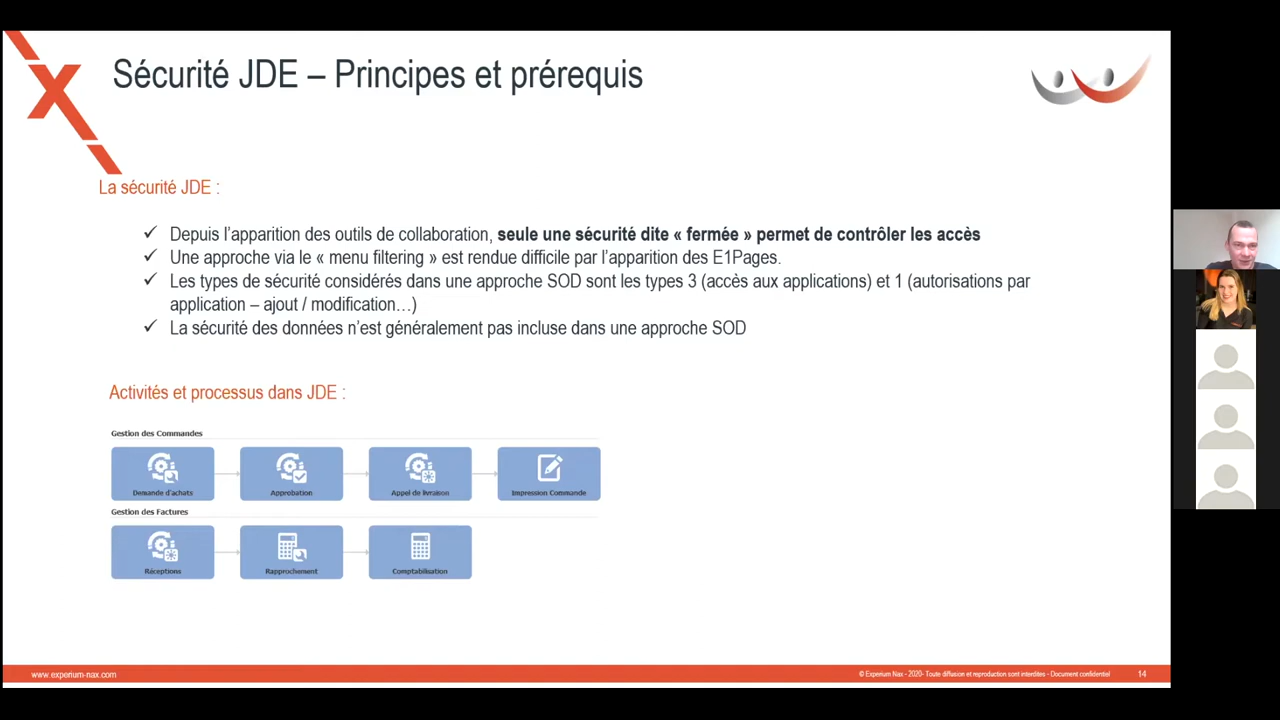 Sécurité JDE – Principes et prérequis
La sécurité JDE :
✓ Depuis l'apparition des outils de collaboration, seule une sécurité dite « fermée » permet de contrôler les accès
✓ Une approche via le « menu filtering » est rendue difficile par l'apparition des E1Pages.
✓ Les types de sécurité considérés dans une approche SOD sont les types 3 (accès aux applications) et 1 (autorisations par
application – ajout / modification…)
✓ La sécurité des données n'est généralement pas incluse dans une approche SOD
Activités et processus dans JDE :
Gestion des Commandes
Demande d'achats
Approbation
Appel de livraison
Impression Commande
Gestion des Factures
Réceptions
Rapprochement
Comptabilisation
www.experium-nax.com
© Experium Nax - 2020- Toute diffusion et reproduction sont interdites - Document confidentiel
14